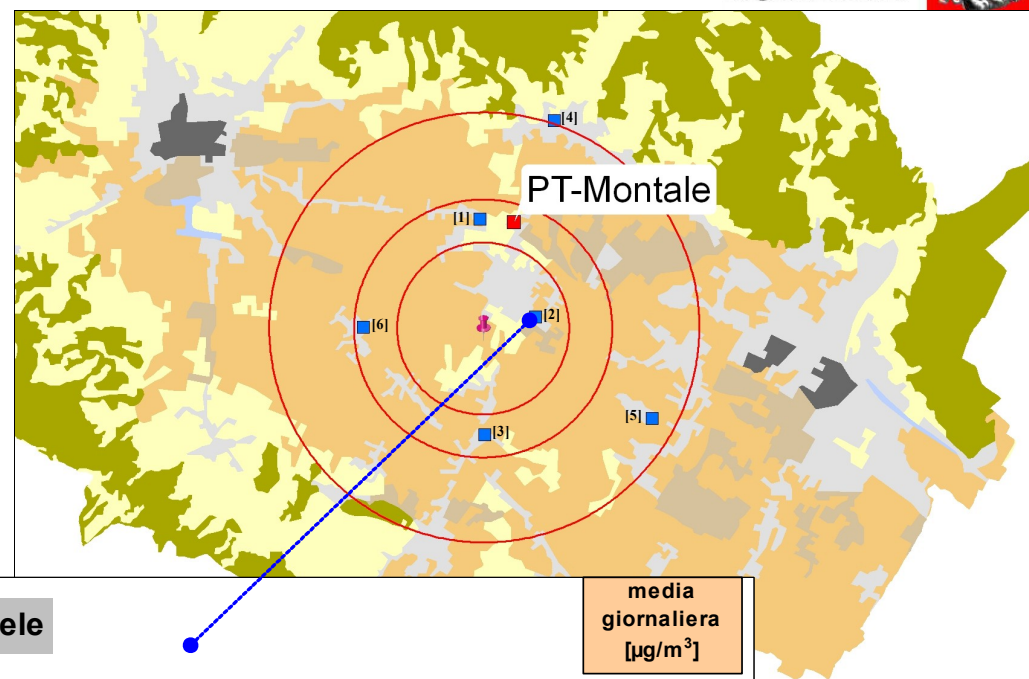 [4]
PT-Montale
[1]
[2]
[6]
[5]
[3]
media
giornaliera
[µg/m³]
ele